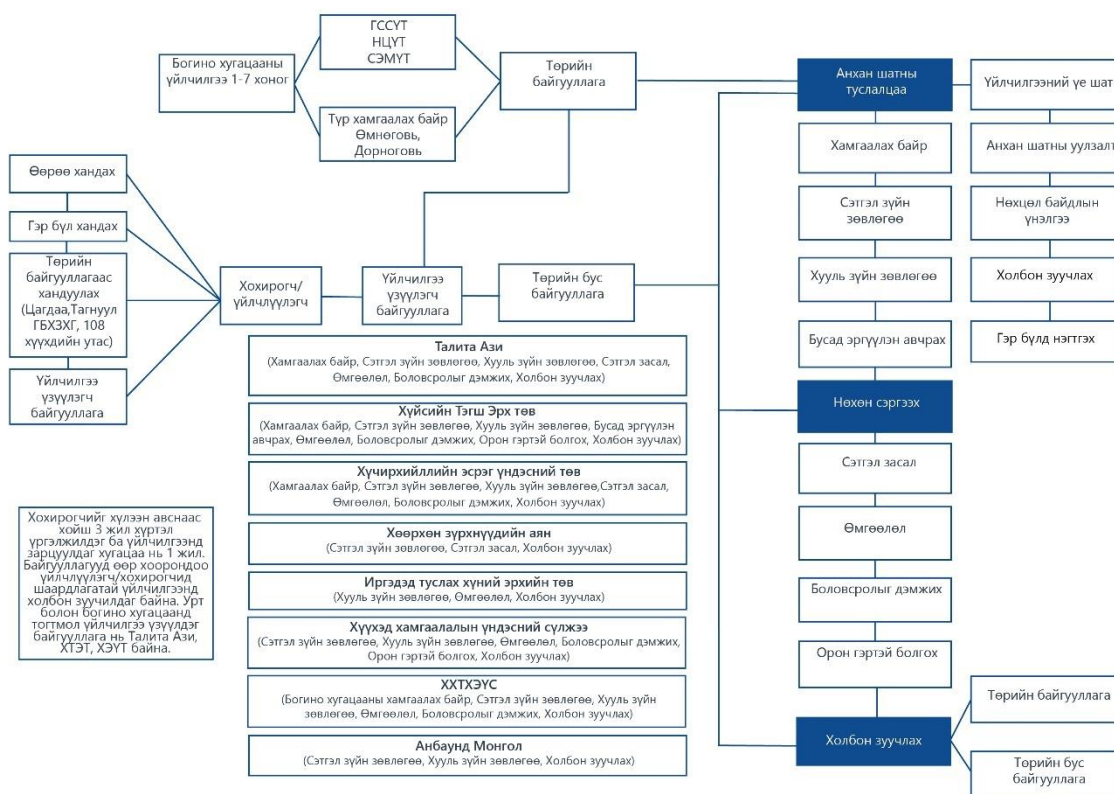 ГССҮТ
НЦҮТ
СЭМҮТ
Богино хугацааны
үйлчилгээ 1-7 хоног
Түр хамгаалах байр
Өмнөговь,
Дорноговь
Төрийн
байгууллага
Өөрөө хандах
Гэр бүл хандах
Төрийн
байгууллагаас
хандуулах
(Цагдаа,Тагнуул
ГБХЗХГ, 108
хүүхдийн утас)
Үйлчилгээ
үзүүлэгч
байгууллага
Хохирогч/
үйлчлүүлэгч
Үйлчилгээ
үзүүлэгч
байгууллага
Төрийн бус
байгууллага
Талита Ази
(Хамгаалах байр, Сэтгэл зүйн зөвлөгөө, Хууль зүйн зөвлөгөө, Сэтгэл засал,
Өмгөөлөл, Боловсролыг дэмжих, Холбон зуучлах)
Хүйсийн Тэгш Эрх төв
(Хамгаалах байр, Сэтгэл зүйн зөвлөгөө, Хууль зүйн зөвлөгөө, Бусад эргүүлэн
авчрах, Өмгөөлөл, Боловсролыг дэмжих, Орон гэртэй болгох, Холбон зуучлах)
Хүчирхийллийн эсрэг үндэсний төв
(Хамгаалах байр, Сэтгэл зүйн зөвлөгөө, Хууль зүйн зөвлөгөө,Сэтгэл засал,
Өмгөөлөл, Боловсролыг дэмжих, Холбон зуучлах)
Хөөрхөн зүрхнүүдийн аян
(Сэтгэл зүйн зөвлөгөө, Сэтгэл засал, Холбон зуучлах)
Иргэдэд туслах хүний эрхийн төв
(Хууль зүйн зөвлөгөө, Өмгөөлөл, Холбон зуучлах)
Хүүхэд хамгаалалын үндэсний сүлжээ
(Сэтгэл зүйн зөвлөгөө, Хууль зүйн зөвлөгөө, Өмгөөлөл, Боловсролыг дэмжих,
Орон гэртэй болгох, Холбон зуучлах)
ХХТХЭҮС
(Богино хугацааны хамгаалах байр, Сэтгэл зүйн зөвлөгөө, Хууль зүйн
зөвлөгөө, Өмгөөлөл, Боловсролыг дэмжих, Холбон зуучлах)
Анбаунд Монгол
(Сэтгэл зүйн зөвлөгөө, Хууль зүйн зөвлөгөө, Холбон зуучлах)
Хохирогчийг хүлээн авснаас
хойш 3 жил хүртэл
үргэлжилдэг ба үйлчилгээнд
зарцуулдаг хугацаа нь 1 жил.
Байгууллагууд өөр хоорондоо
үйлчлүүлэгч/хохирогчид
шаардлагатай үйлчилгээнд
холбон зуучилдаг байна. Урт
болон богино хугацаанд
тогтмол үйлчилгээ үзүүлдэг
байгууллага нь Талита Ази,
ХТЭТ, ХЭҮТ байна.
Анхан шатны
туслалцаа
Хамгаалах байр
Сэтгэл зүйн
зөвлөгөө
Хууль зүйн зөвлөгөө
Бусад эргүүлэн авчрах
Нөхөн сэргээх
Сэтгэл засал
Өмгөөлөл
Боловсролыг дэмжих
Орон гэртэй болгох
Холбон зуучлах
Үйлчилгээний үе шат
Анхан шатны уулзалт
Нөхцөл байдлын
үнэлгээ
Холбон зуучлах
Гэр бүлд нэгтгэх
Төрийн байгууллага
Төрийн бус
байгууллага